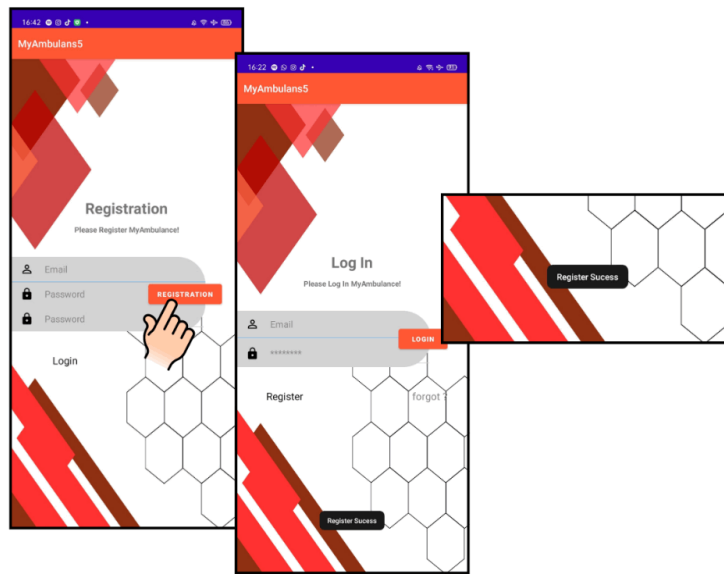 16:42
MyAmbulans5
Registration
Please Register MyAmbulance!
Email
Password
REGISTRATION
Password
Login
16:22
MyAmbulans5
Log In
Please Log In MyAmbulance!
Email
********
LOGIN
Register
forgot ?
Register Sucess
Register Sucess